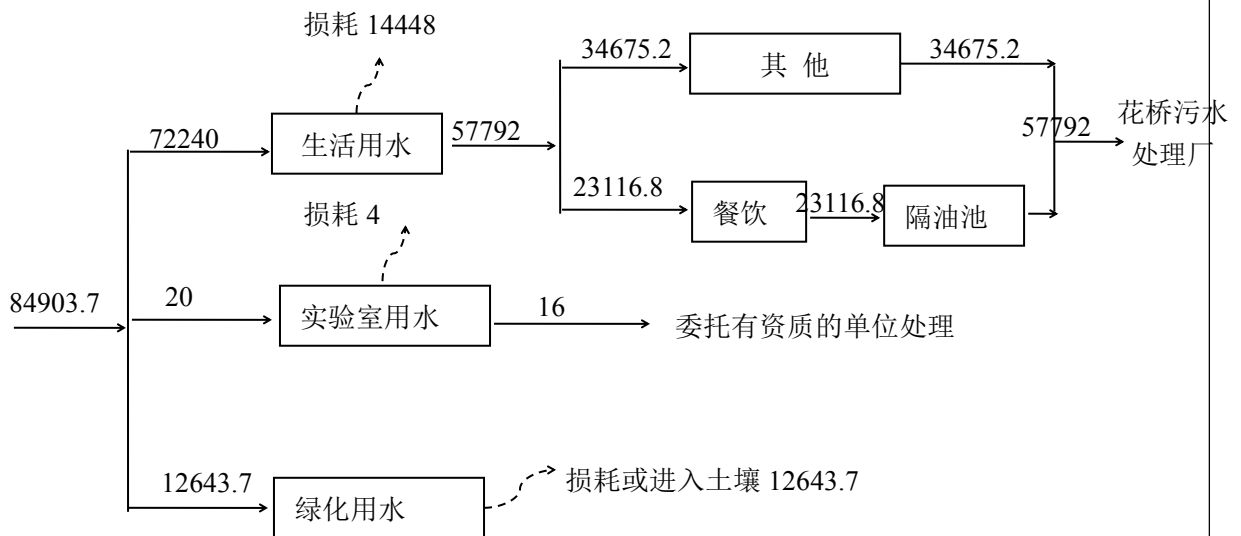 损耗 14448
34675.2
其 他
34675.2
72240
生活用水
57792
57792
花桥污水
处理厂
23116.8
餐饮
23116.8
隔油池
损耗 4
84903.7
20
实验室用水
16
委托有资质的单位处理
12643.7
绿化用水
损耗或进入土壤 12643.7